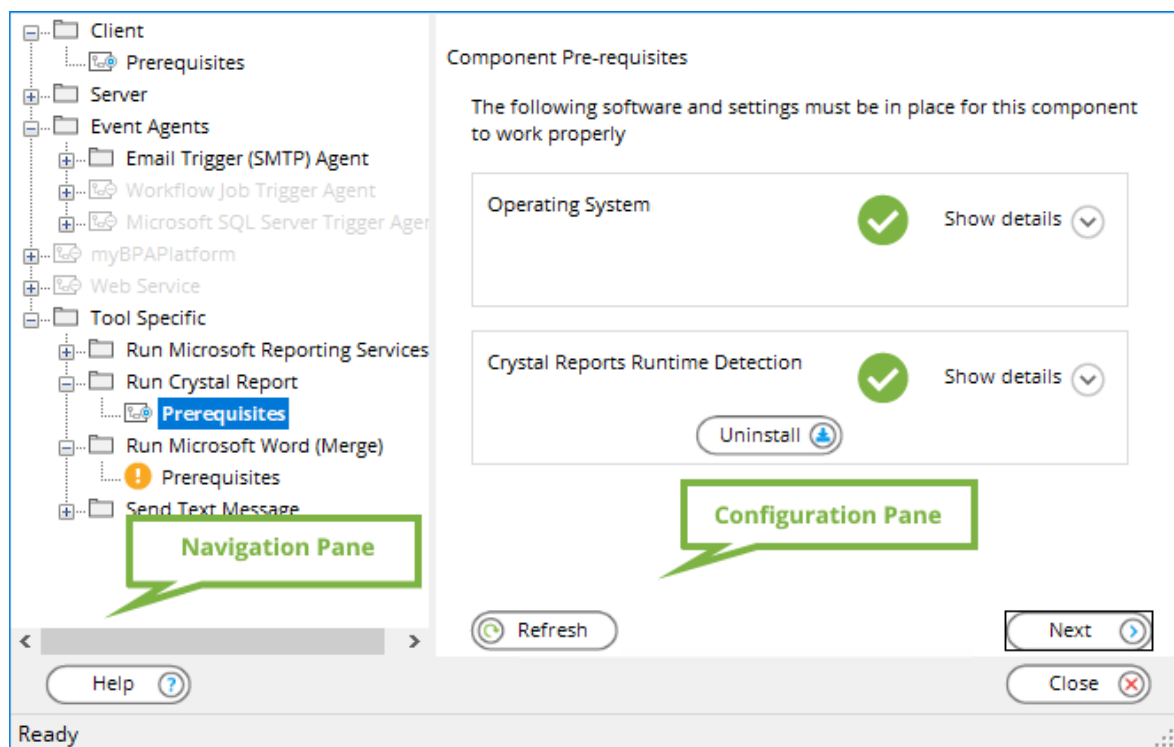 Client
Prerequisites
Server
Event Agents
Email Trigger (SMTP) Agent
Workflow Job Trigger Agent
Microsoft SQL Server Trigger Ager
myBPAPlatform
Web Service
Tool Specific
Run Microsoft Reporting Services
Run Crystal Report
Prerequisites
Run Microsoft Word (Merge)
Prerequisites
Send Text Message
Navigation Pane
Component Pre-requisites
The following software and settings must be in place for this component
to work properly
Operating System
Show details
Crystal Reports Runtime Detection
Show details
Uninstall
Configuration Pane
Refresh
Next
Help
Close
Ready